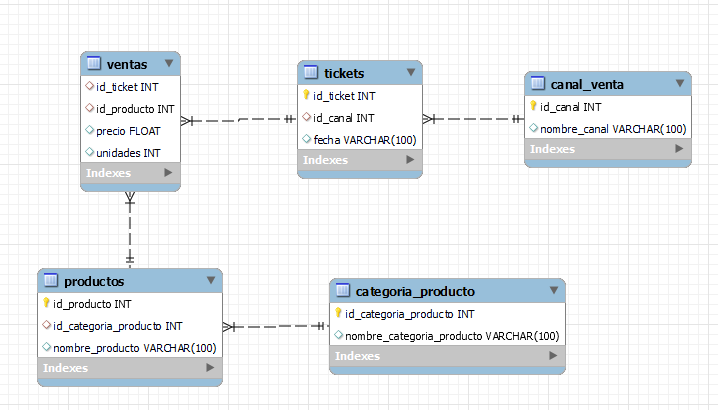 ventas
id_ticket INT
id_producto INT
precio FLOAT
unidades INT
Indexes
tickets
id_ticket INT
id_canal INT
fecha VARCHAR(100)
Indexes
canal_venta
id_canal INT
nombre_canal VARCHAR(100)
Indexes
productos
id_producto INT
id_categoria_producto INT
nombre_producto VARCHAR(100)
Indexes
categoria_producto
id_categoria_producto INT
nombre_categoria_producto VARCHAR(100)
Indexes